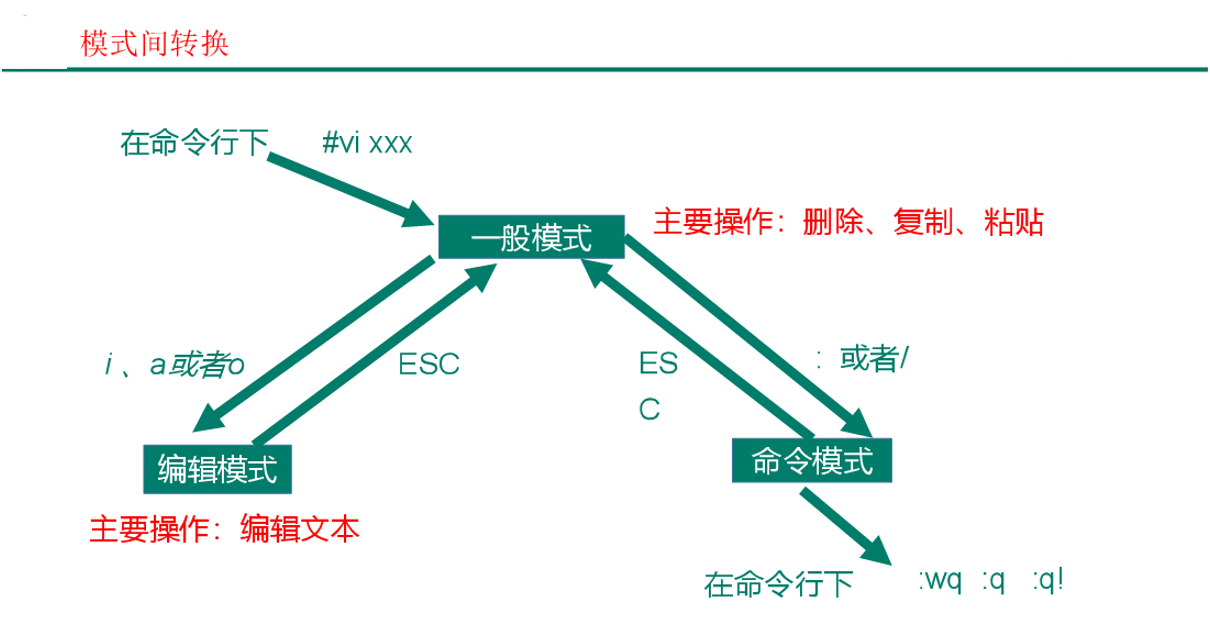 模式间转换
在命令行下 #vi xxx
一般模式
主要操作：删除、复制、粘贴
i 、a或者o
ESC
ES
C
: 或者/
编辑模式
命令模式
主要操作：编辑文本
在命令行下 :wq :q :q!